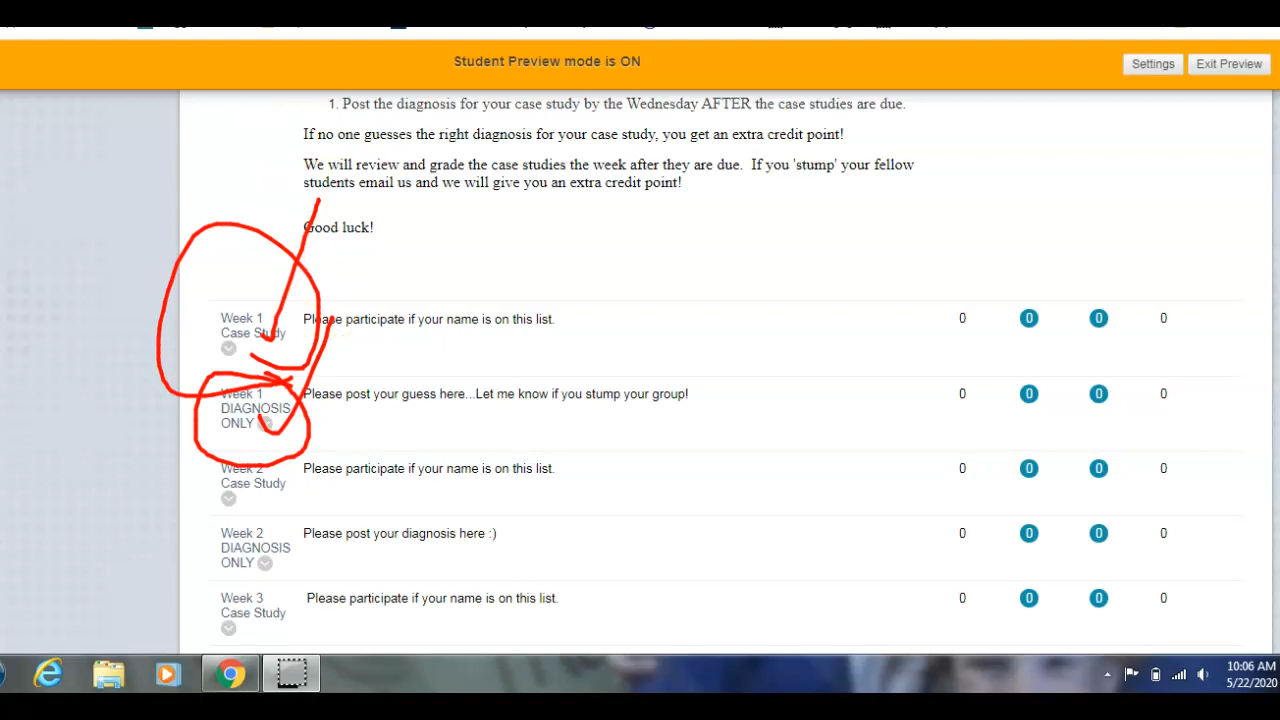 Student Preview mode is ON
Settings
Exit Preview
1. Post the diagnosis for your case study by the Wednesday AFTER the case studies are due.
If no one guesses the right diagnosis for your case study, you get an extra credit point!
We will review and grade the case studies the week after they are due.  If you 'stump' your fellow
students email us and we will give you an extra credit point!
Good luck!
Week 1
Case Study
Please participate if your name is on this list.
0 0 0 0
Week 1
DIAGNOSIS
ONLY
Please post your guess here...Let me know if you stump your group!
0 0 0 0
Week 2
Case Study
Please participate if your name is on this list.
0 0 0 0
Week 2
DIAGNOSIS
ONLY
Please post your diagnosis here :)
0 0 0 0
Week 3
Case Study
Please participate if your name is on this list.
0 0 0 0
10:06 AM
5/22/2020